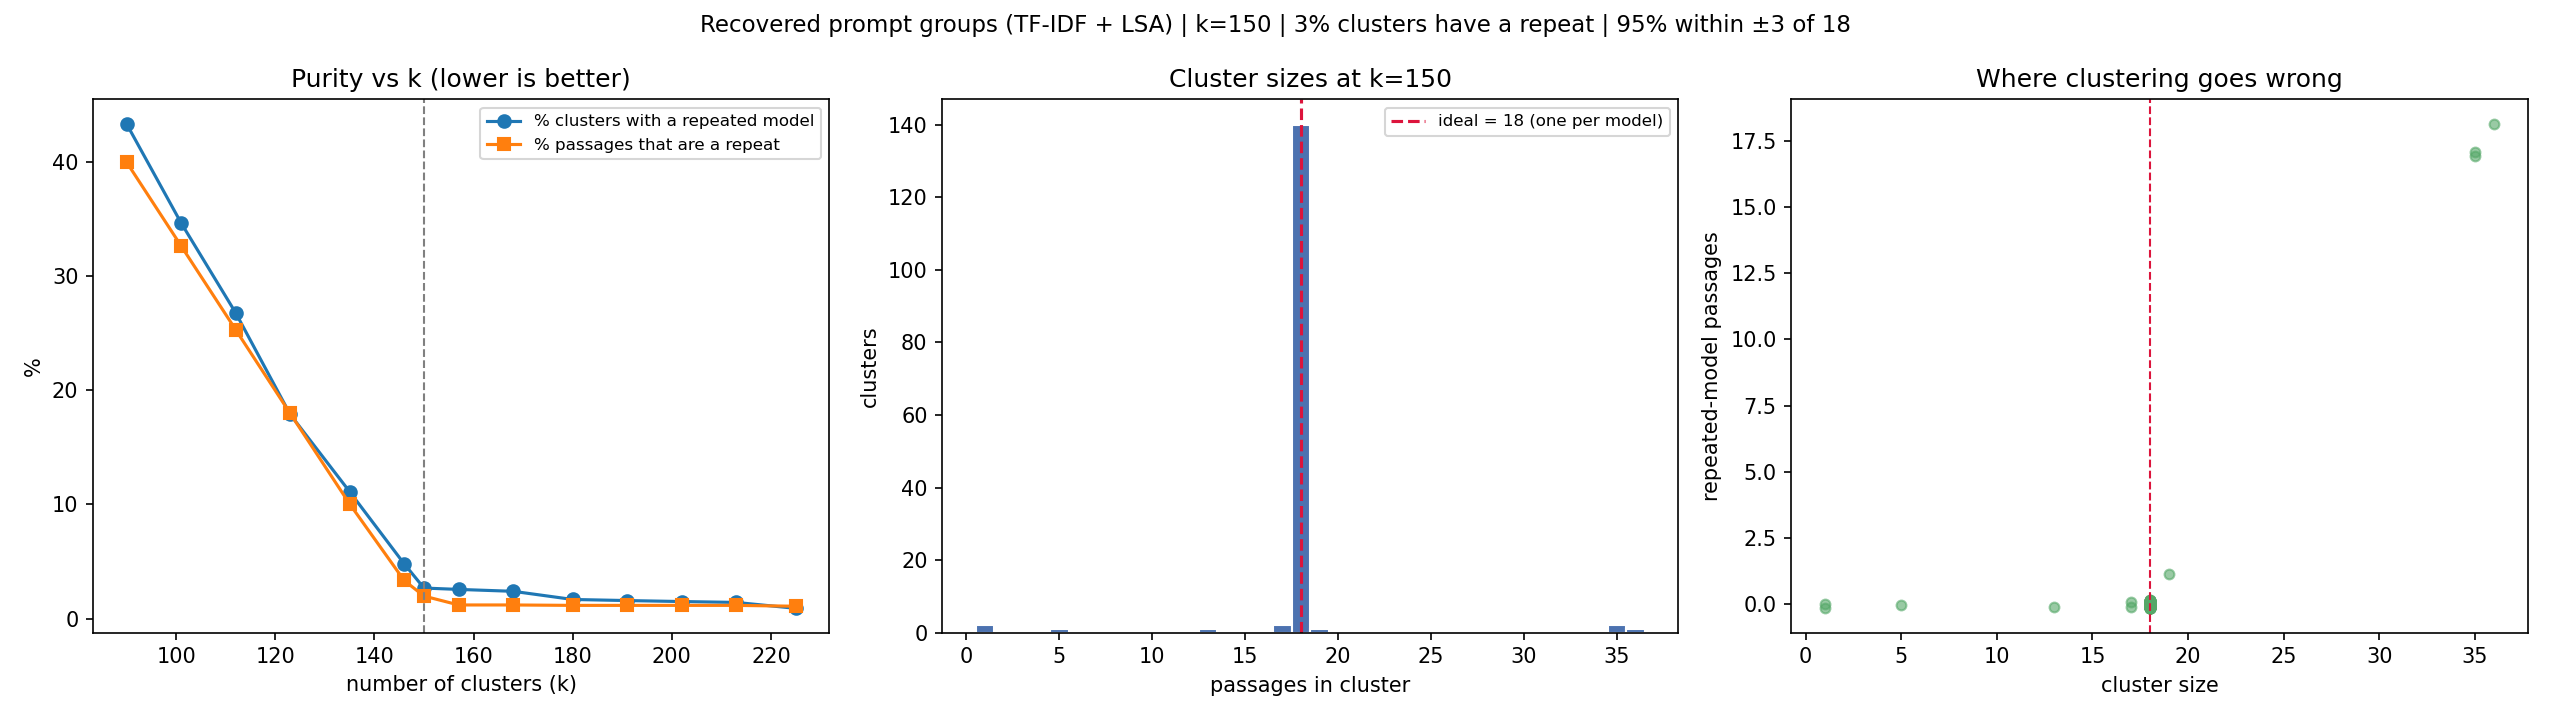 Recovered prompt groups (TF-IDF + LSA) | k=150 | 3% clusters have a repeat | 95% within ±3 of 18
Purity vs k (lower is better)
% clusters with a repeated model
% passages that are a repeat
%
40
30
20
10
0
100 120 140 160 180 200 220
number of clusters (k)
Cluster sizes at k=150
ideal = 18 (one per model)
clusters
140
120
100
80
60
40
20
0
0 5 10 15 20 25 30 35
passages in cluster
Where clustering goes wrong
repeated-model passages
17.5
15.0
12.5
10.0
7.5
5.0
2.5
0.0
0 5 10 15 20 25 30 35
cluster size